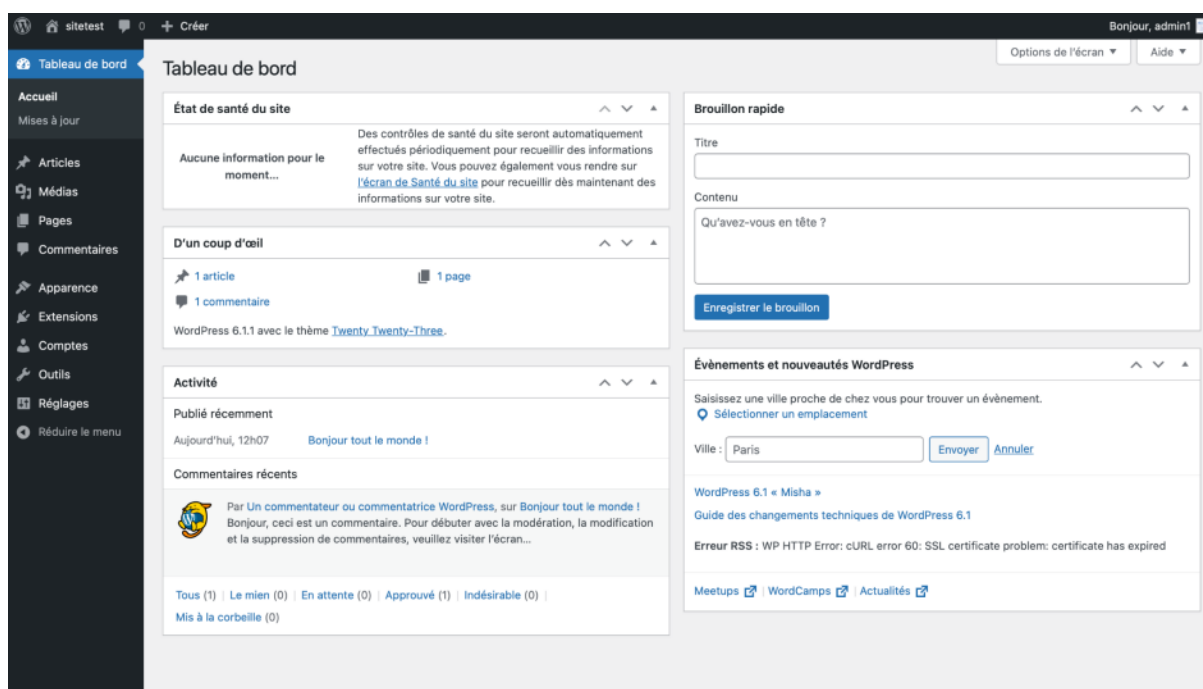 sitetest 0 + Créer
Bonjour, admin1
Tableau de bord
Accueil
Mises à jour
Articles
Médias
Pages
Commentaires
Apparence
Extensions
Comptes
Outils
Réglages
Réduire le menu
Options de l'écran ▼
Aide ▼
Tableau de bord
État de santé du site
Aucune information pour le
moment...
Des contrôles de santé du site seront automatiquement
effectués périodiquement pour recueillir des informations
sur votre site. Vous pouvez également vous rendre sur
l'écran de Santé du site pour recueillir dès maintenant des
informations sur votre site.
D'un coup d'œil
1 article
1 page
1 commentaire
WordPress 6.1.1 avec le thème Twenty Twenty-Three.
Activité
Publié récemment
Aujourd'hui, 12h07 Bonjour tout le monde !
Commentaires récents
Par Un commentateur ou commentatrice WordPress, sur Bonjour tout le monde !
Bonjour, ceci est un commentaire. Pour débuter avec la modération, la modification
et la suppression de commentaires, veuillez visiter l'écran...
Tous (1) | Le mien (0) | En attente (0) | Approuvé (1) | Indésirable (0) |
Mis à la corbeille (0)
Brouillon rapide
Titre
Contenu
Qu'avez-vous en tête ?
Enregistrer le brouillon
Évènements et nouveautés WordPress
Saisissez une ville proche de chez vous pour trouver un évènement.
Sélectionner un emplacement
Ville : Paris Envoyer Annuler
WordPress 6.1 « Misha »
Guide des changements techniques de WordPress 6.1
Erreur RSS : WP HTTP Error: cURL error 60: SSL certificate problem: certificate has expired
Meetups | WordCamps | Actualités